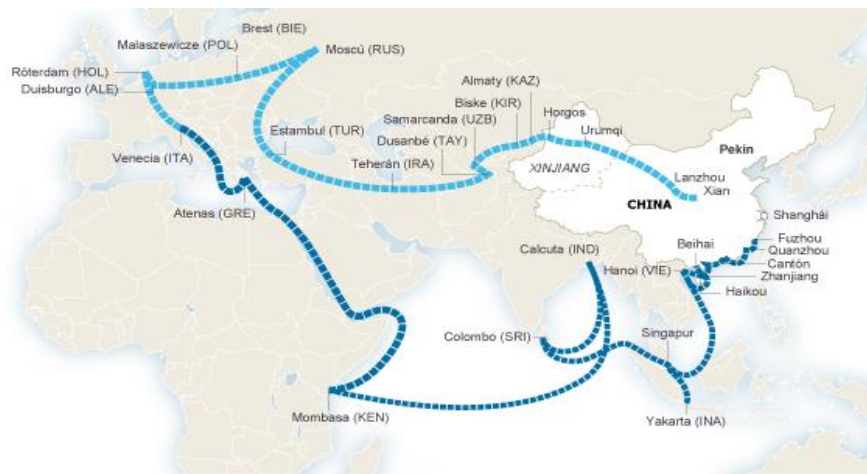 Brest (BIE)
Malaszewicze (POL)
Moscú (RUS)
Róterdam (HOL)
Duisburgo (ALE)
Almaty (KAZ)
Biske (KIR)
Horgos
Samarcanda (UZB)
Estambul (TUR)
Dusanbé (TAY)
Urumqi
Venecia (ITA)
Teherán (IRA)
XINJIANG
Pekín
Lanzhou
Xian
Atenas (GRE)
CHINA
Shanghái
Calcuta (IND)
Beihai
Fuzhou
Quanzhou
Hanoi (VIE)
Cantón
Zhanjiang
Haikou
Colombo (SRI)
Singapur
Mombasa (KEN)
Yakarta (INA)